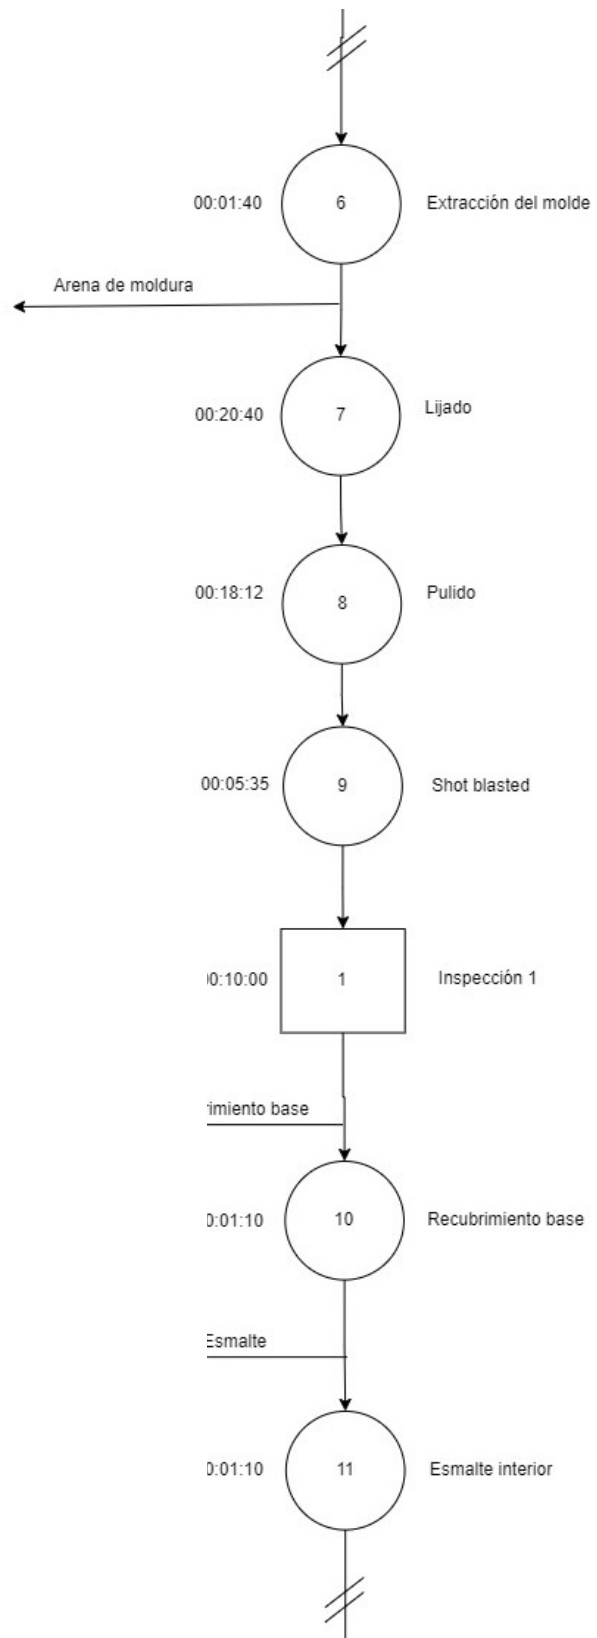 00:01:40
6
Extracción del molde
Arena de moldura
00:20:40
7
Lijado
00:18:12
8
Pulido
00:05:35
9
Shot blasted
0:10:00
1
Inspección 1
rimiento base
0:01:10
10
Recubrimiento base
Esmalte
0:01:10
11
Esmalte interior